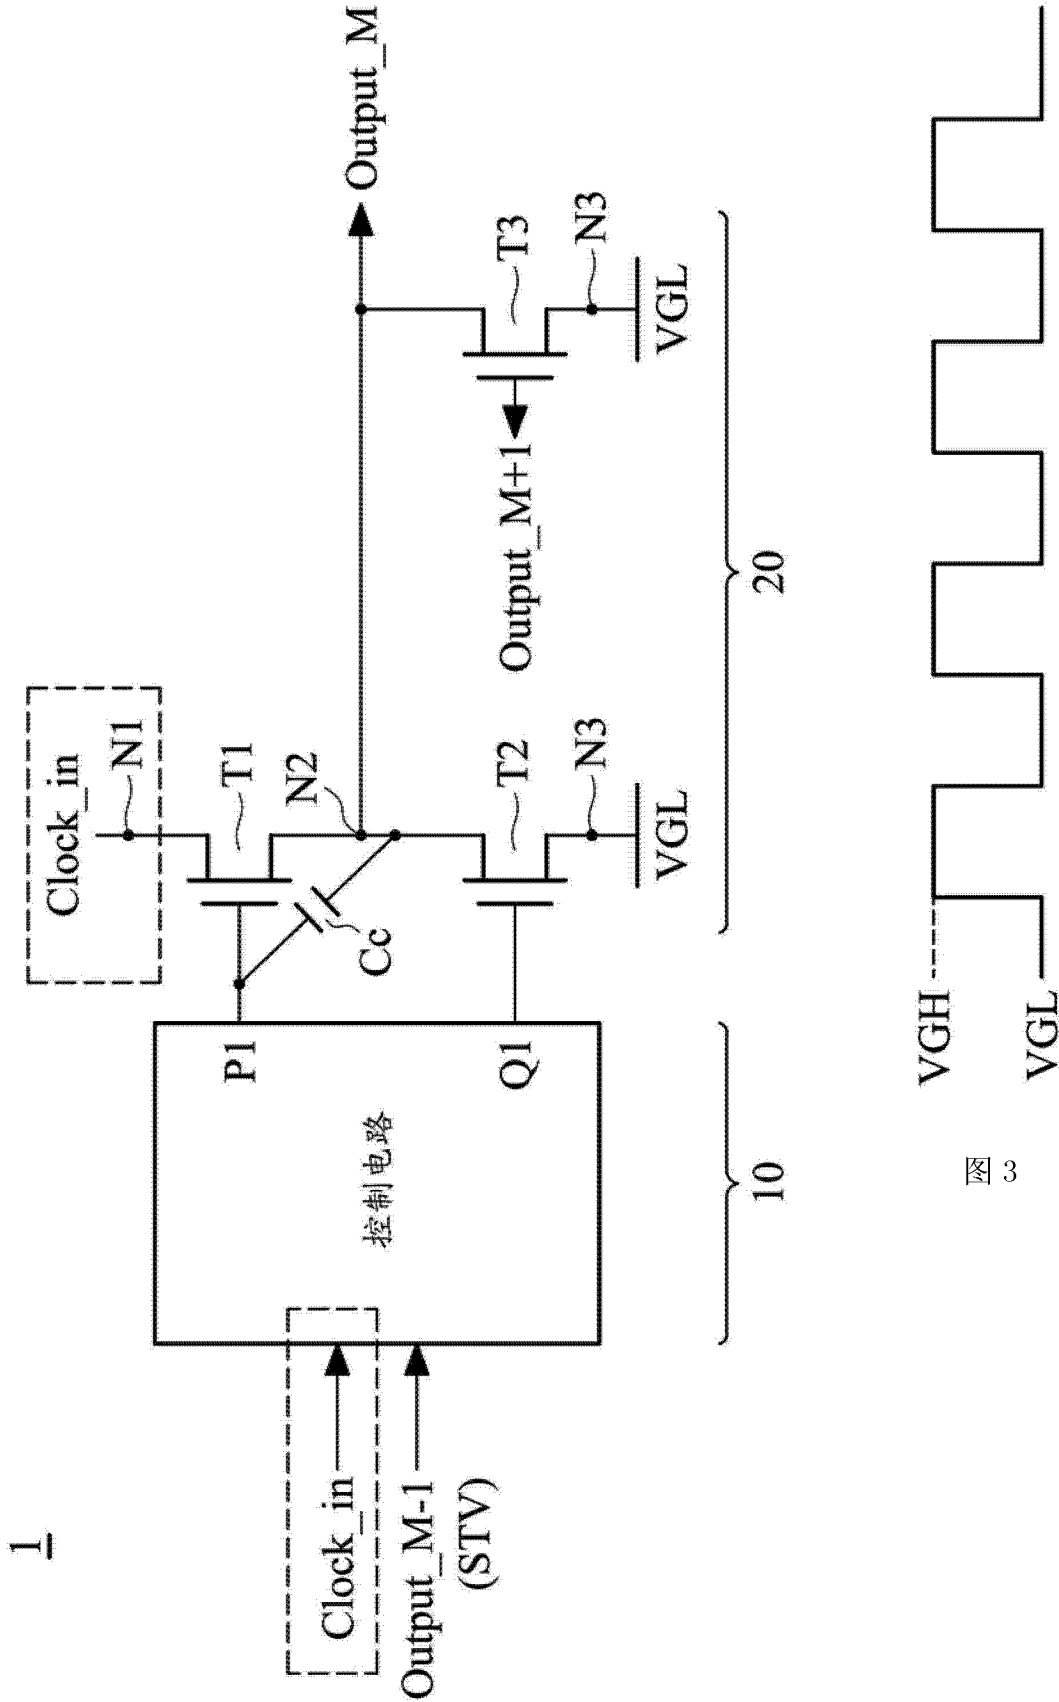 1
Clock_in
N1
T1
N2
Cc
P1
控制电路
Q1
Clock_in
Output_M-1
(STV)
T2
N3
VGL
Output_M
T3
N3
VGL
Output_M+1
10
20
VGH
VGL
图 3